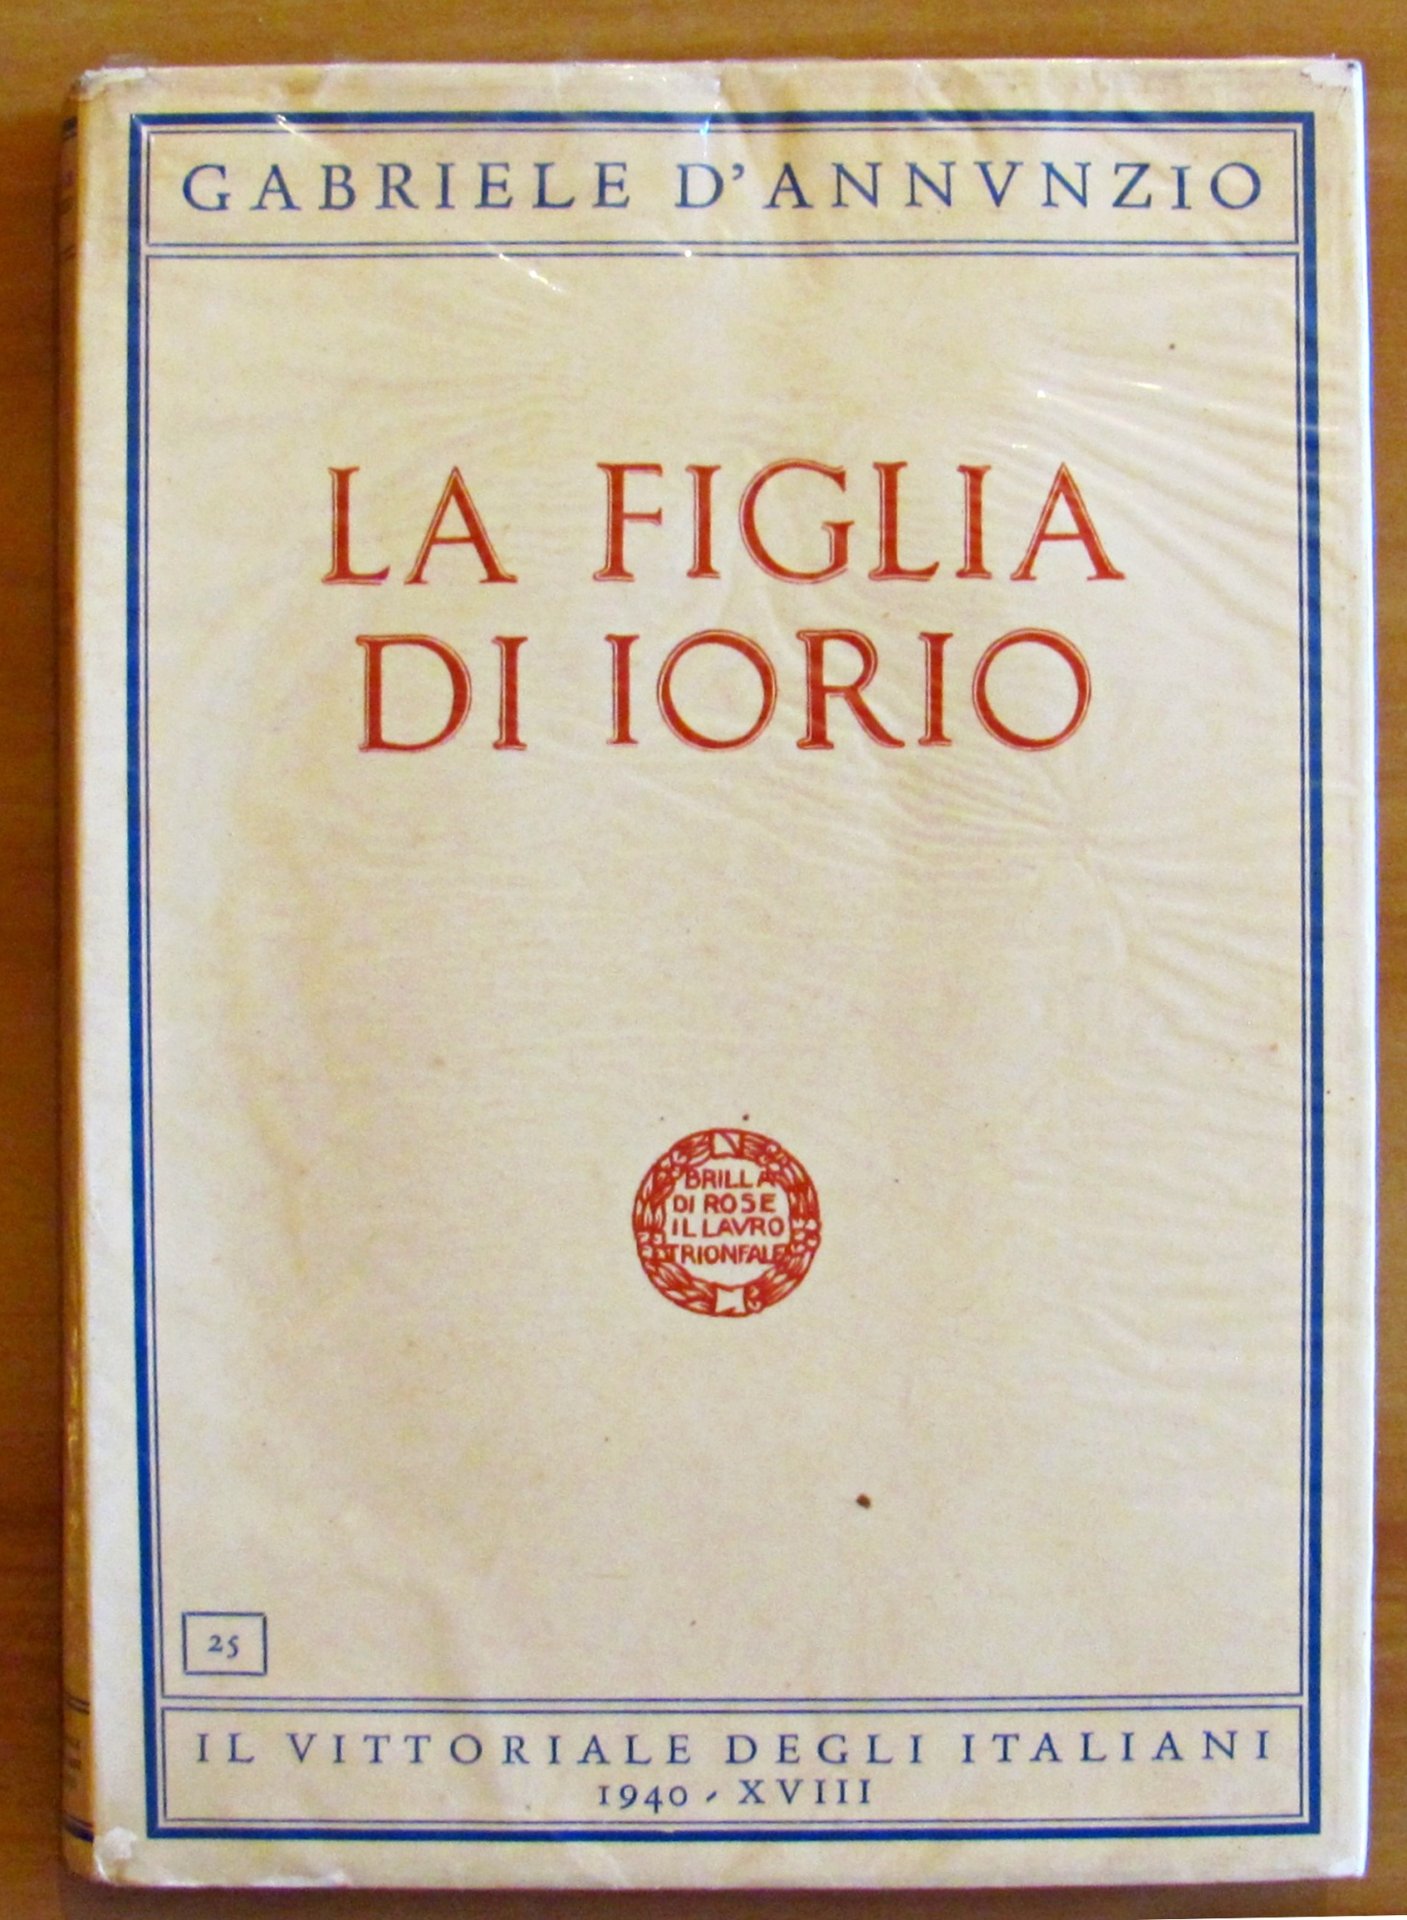 GABRIELE D'ANNVNZIO
LA FIGLIA
DI IORIO
BRILLA
DI ROSE
IL LAVRO
TRIONFALE
25
IL VITTORIALE DEGLI ITALIANI
1940 - XVIII